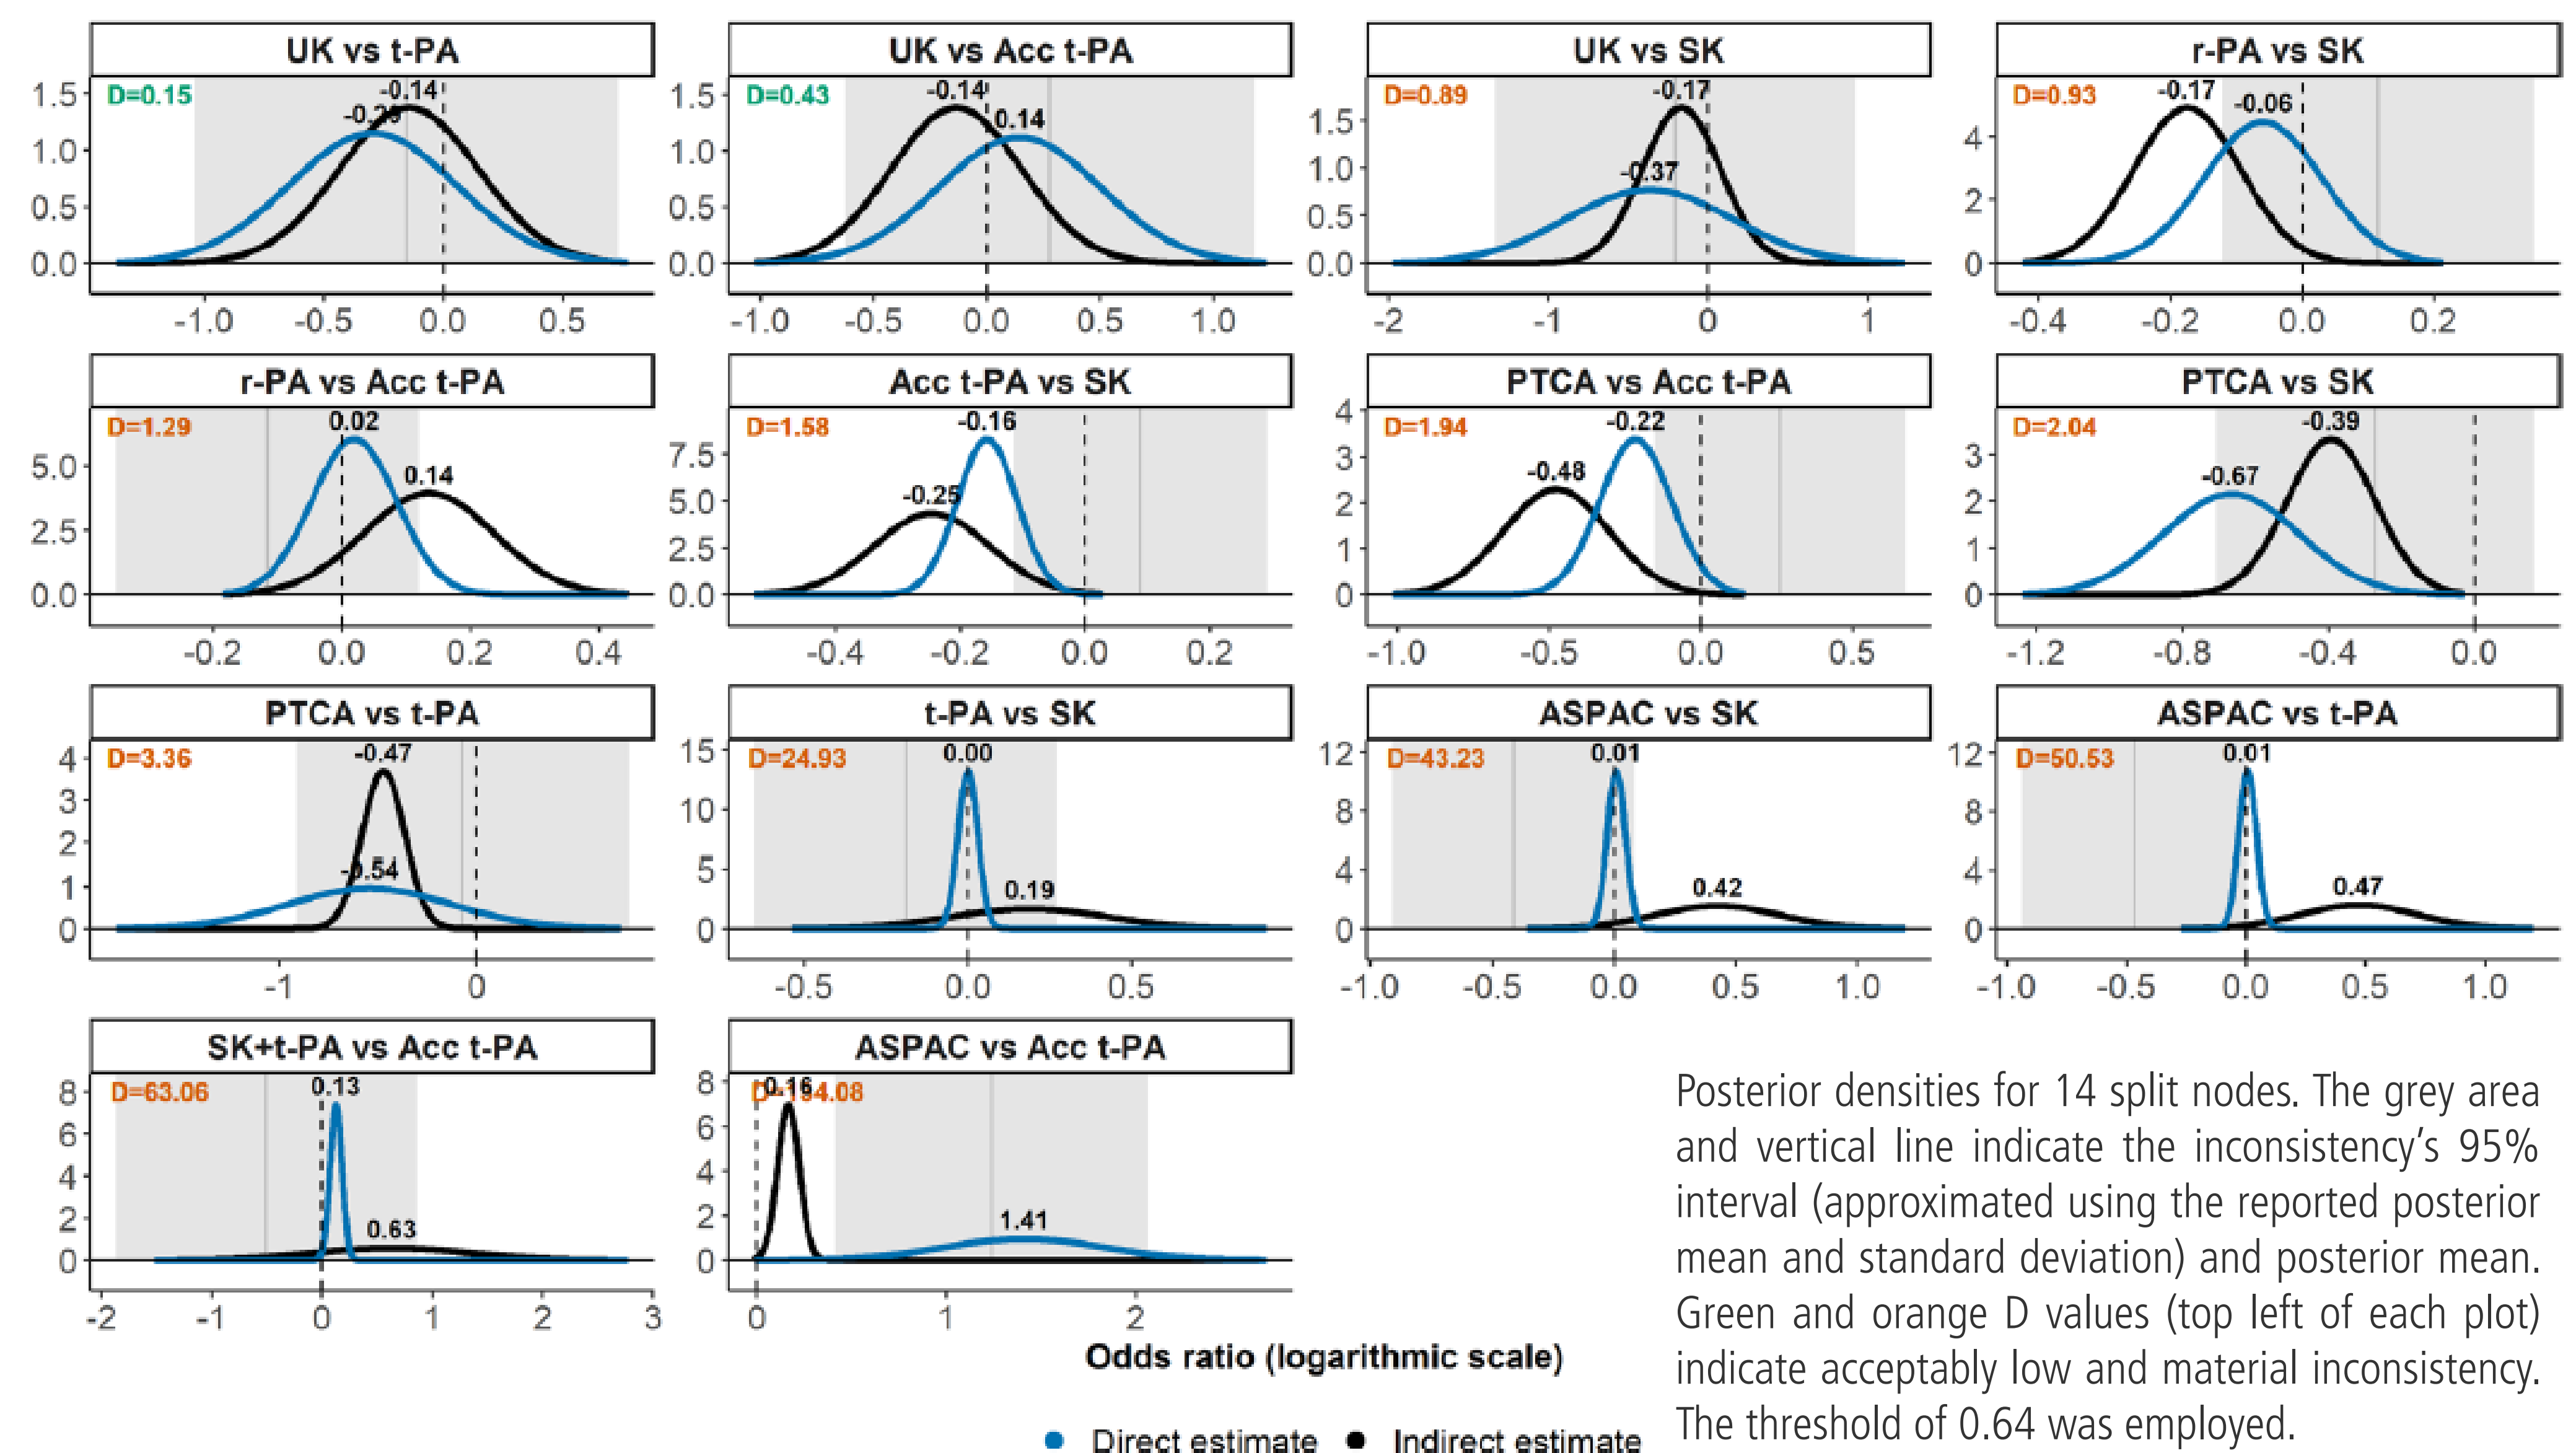 UK vs t-PA
UK vs Acc t-PA
UK vs SK
r-PA vs SK
D=0.15
-0.14
1.5
1.0
0.5
0.0
-1.0 -0.5 0.0 0.5
D=0.43
-0.14
0.14
1.5
1.0
0.5
0.0
-1.0 -0.5 0.0 0.5 1.0
D=0.89
-0.17
-0.37
1.5
1.0
0.5
0.0
-2 -1 0 1
D=0.93
-0.17
-0.06
4
2
0
-0.4 -0.2 0.0 0.2
r-PA vs Acc t-PA
Acc t-PA vs SK
PTCA vs Acc t-PA
PTCA vs SK
D=1.29
0.02
0.14
5.0
2.5
0.0
-0.2 0.0 0.2 0.4
D=1.58
-0.16
-0.25
7.5
5.0
2.5
0.0
-0.4 -0.2 0.0 0.2
D=1.94
-0.22
-0.48
4
3
2
1
0
-1.0 -0.5 0.0 0.5
D=2.04
-0.39
-0.67
3
2
1
0
-1.2 -0.8 -0.4 0.0
PTCA vs t-PA
t-PA vs SK
ASPAC vs SK
ASPAC vs t-PA
D=3.36
-0.47
-0.54
4
3
2
1
0
-1 0
D=24.93
0.00
0.19
15
10
5
0
-0.5 0.0 0.5
D=43.23
0.01
0.42
12
8
4
0
-1.0 -0.5 0.0 0.5 1.0
D=50.53
0.01
0.47
12
8
4
0
-1.0 -0.5 0.0 0.5 1.0
SK+t-PA vs Acc t-PA
ASPAC vs Acc t-PA
D=63.06
0.13
0.63
8
6
4
2
0
-2 -1 0 1 2 3
0.16
1.41
8
6
4
2
0
0 1 2
Odds ratio (logarithmic scale)
Direct estimate Indirect estimate
Posterior densities for 14 split nodes. The grey area
and vertical line indicate the inconsistency’s 95%
interval (approximated using the reported posterior
mean and standard deviation) and posterior mean.
Green and orange D values (top left of each plot)
indicate acceptably low and material inconsistency.
The threshold of 0.64 was employed.